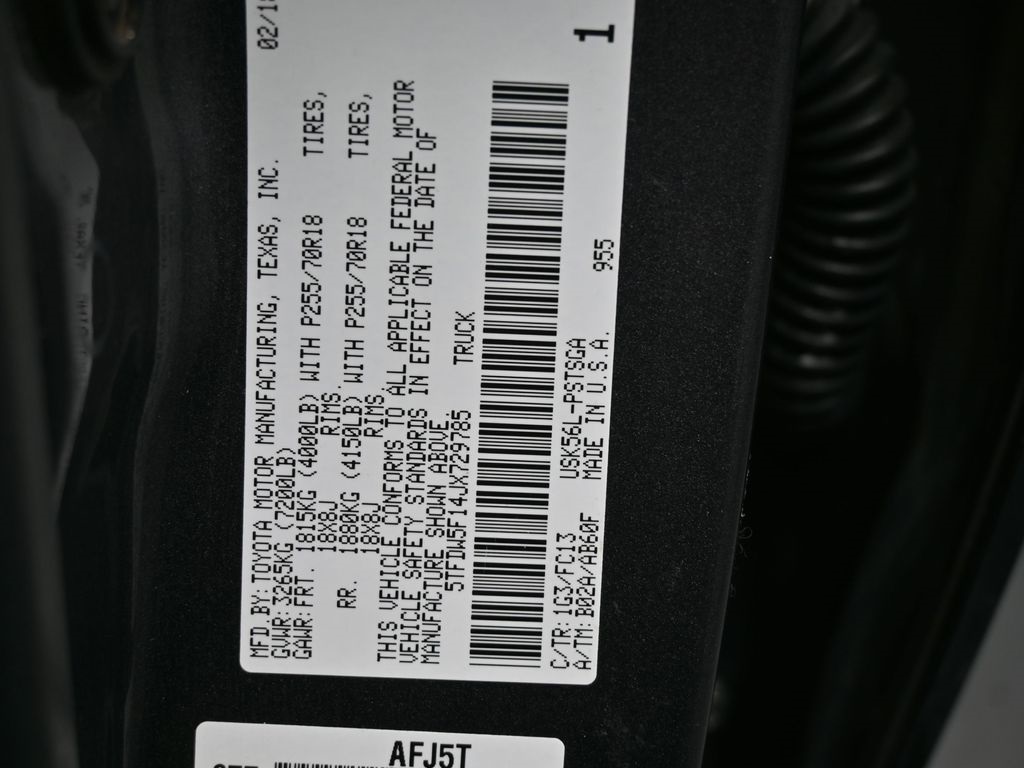 MFD.BY:TOYOTA MOTOR MANUFACTURING, TEXAS, INC. 02/18
GVWR:3265KG (7200LB)
GAWR:FRT. 1815KG (4000LB) WITH P255/70R18 TIRES,
18X8J RIMS,
RR. 1880KG (4150LB) WITH P255/70R18 TIRES,
18X8J RIMS
THIS VEHICLE CONFORMS TO ALL APPLICABLE FEDERAL MOTOR
VEHICLE SAFETY STANDARDS IN EFFECT ON THE DATE OF
MANUFACTURE SHOWN ABOVE.
5TFDW5F14JX729785 TRUCK
C/TR:1G3/FC13 USK56L-PSTSGA 955
A/TM:B02A/AB60F MADE IN U.S.A. 1
AFJ5T